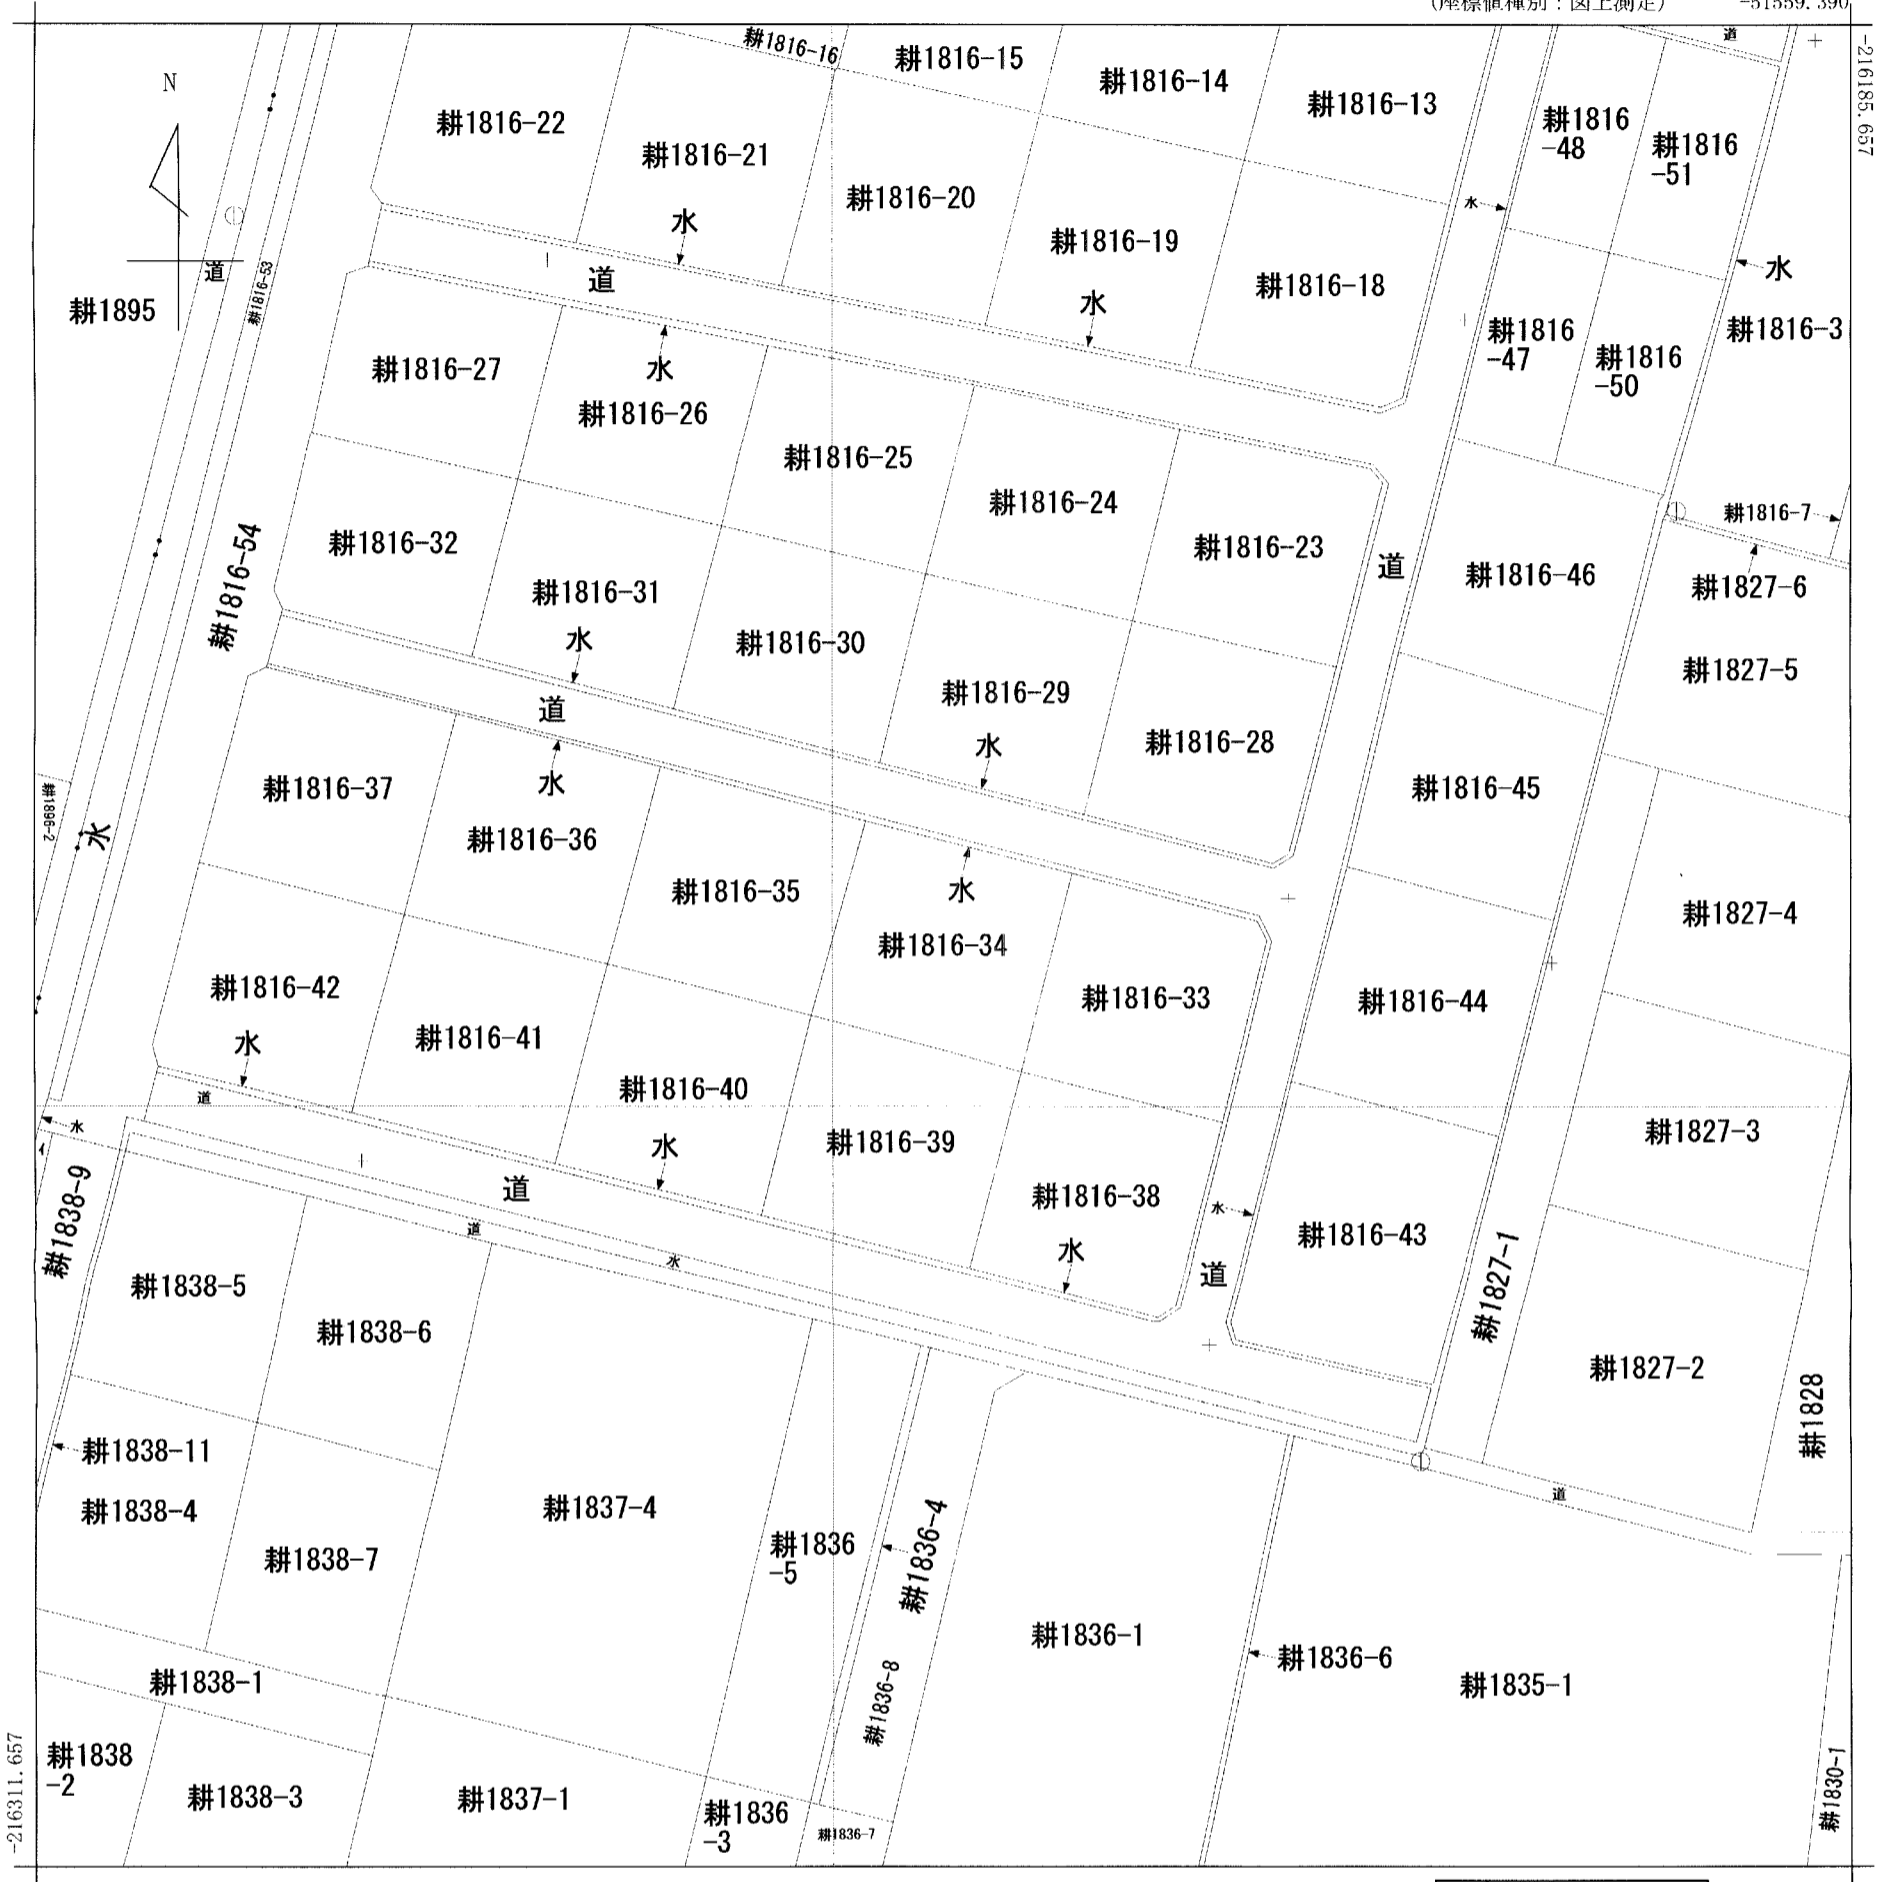 (座標値種別：図上測定)
-51559.390
-216185.657
N
耕1816-16
耕1816-15
耕1816-14
耕1816-13
道
耕1816-22
耕1816-21
耕1816-20
耕1816-19
耕1816-18
耕1816
-48
耕1816
-51
水
水
水
水
道
道
耕1816-53
耕1895
耕1816
-47
耕1816
-50
耕1816-3
耕1816-27
水
耕1816-26
耕1816-25
耕1816-24
耕1816-23
耕1816-7
耕1816-54
耕1816-32
耕1816-31
水
耕1816-30
耕1816-29
水
耕1816-28
道
道
耕1816-46
耕1827-6
耕1827-5
耕1816-37
水
耕1816-36
耕1816-35
水
耕1816-34
耕1816-33
耕1816-45
耕1827-4
耕1896-2
水
耕1816-42
水
耕1816-41
耕1816-40
水
耕1816-39
耕1816-38
水
耕1816-44
耕1827-3
道
水
イ
耕1838-9
道
道
水
水
道
耕1816-43
耕1827-1
耕1827-2
耕1828
耕1838-5
耕1838-6
耕1838-11
耕1838-4
耕1838-7
耕1837-4
耕1836
-5
耕1836-4
耕1836-8
耕1836-1
耕1836-6
耕1835-1
道
耕1838-1
耕1838
-2
耕1838-3
耕1837-1
耕1836
-3
耕1836-7
耕1830-1
-216311.657